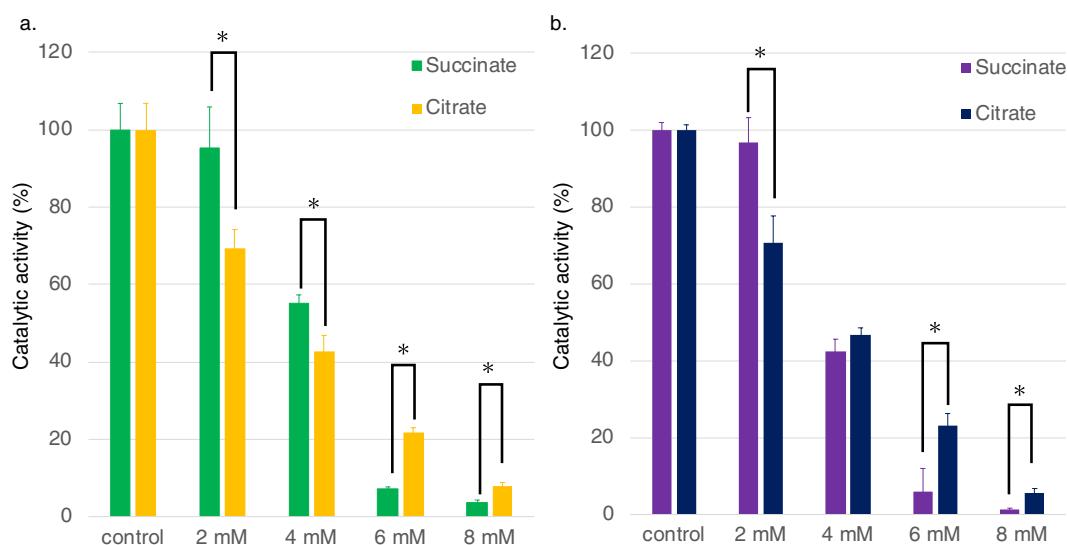 a.
Catalytic activity (%)
120
100
80
60
40
20
0
Succinate
Citrate
*
*
*
*
control 2 mM 4 mM 6 mM 8 mM
b.
Catalytic activity (%)
120
100
80
60
40
20
0
Succinate
Citrate
*
*
*
control 2 mM 4 mM 6 mM 8 mM